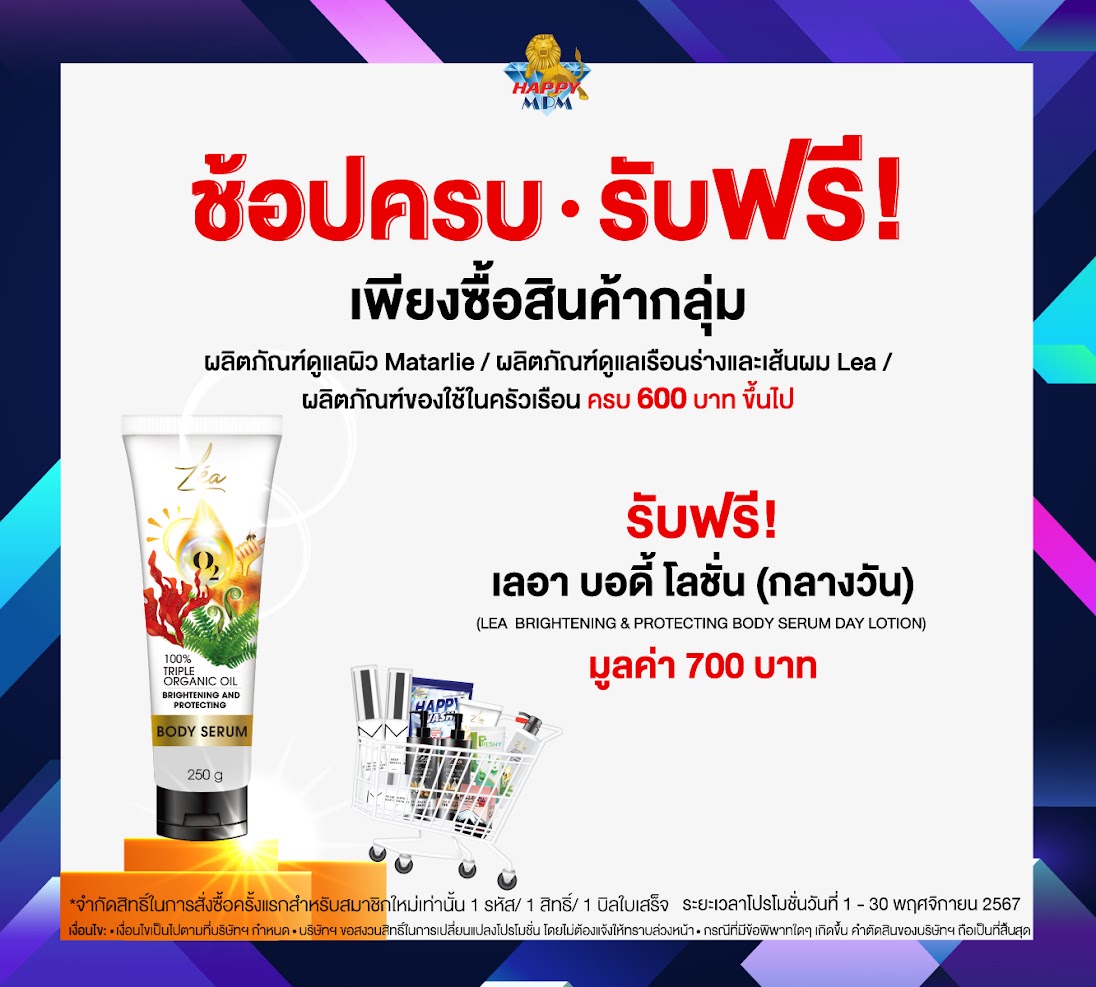 HAPPY
MPM
ช้อปครบ • รับฟรี!
เพียงซื้อสินค้ากลุ่ม
ผลิตภัณฑ์ดูแลผิว Matarlie / ผลิตภัณฑ์ดูแลเรือนร่างและเส้นผม Lea /
ผลิตภัณฑ์ของใช้ในครัวเรือน ครบ 600 บาท ขึ้นไป
Léa
O2
100%
TRIPLE
ORGANIC OIL
BRIGHTENING AND
PROTECTING
BODY SERUM
250 g
รับฟรี!
เลอา บอดี้ โลชั่น (กลางวัน)
(LEA BRIGHTENING & PROTECTING BODY SERUM DAY LOTION)
มูลค่า 700 บาท
HAPPY
WASH
*จำกัดสิทธิ์ในการสั่งซื้อครั้งแรกสำหรับสมาชิกใหม่เท่านั้น 1 รหัส/ 1 สิทธิ์/ 1 บิลใบเสร็จ ระยะเวลาโปรโมชั่นวันที่ 1 - 30 พฤศจิกายน 2567
เงื่อนไข: • เงื่อนไขเป็นไปตามที่บริษัทฯ กำหนด • บริษัทฯ ขอสงวนสิทธิ์ในการเปลี่ยนแปลงโปรโมชั่น โดยไม่ต้องแจ้งให้ทราบล่วงหน้า • กรณีที่มีข้อพิพาทใดๆ เกิดขึ้น คำตัดสินของบริษัทฯ ถือเป็นที่สิ้นสุด